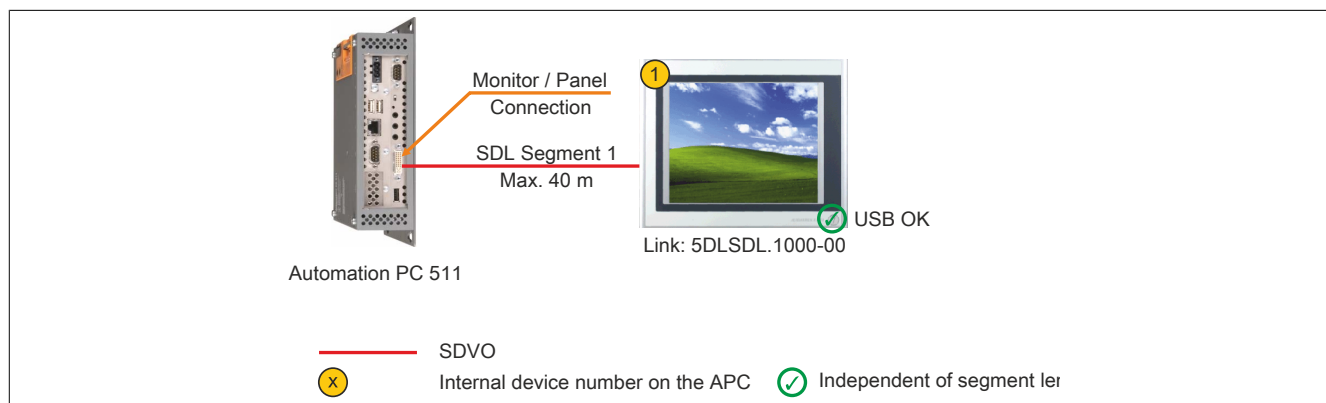 Monitor / Panel
Connection
SDL Segment 1
Max. 40 m
1
USB OK
Link: 5DLSDL.1000-00
Automation PC 511
SDVO
x
Internal device number on the APC
Independent of segment